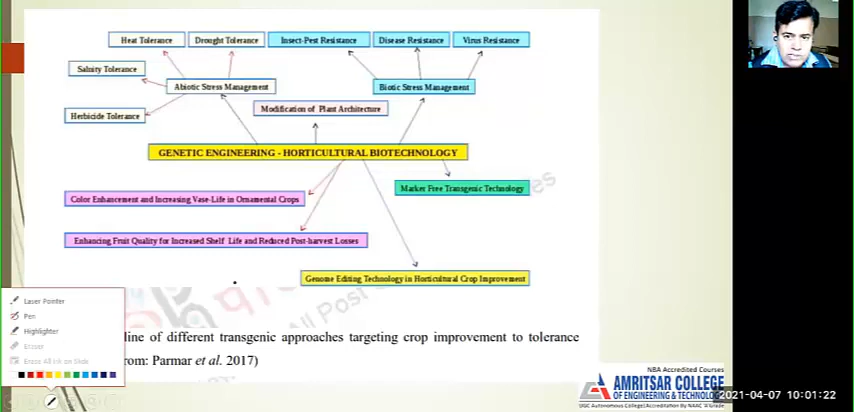 Heat Tolerance
Drought Tolerance
Insect-Pest Resistance
Disease Resistance
Virus Resistance
Salnity Tolerance
Abiotic Stress Management
Biotic Stress Management
Herbicide Tolerance
Modification of Plant Architecture
GENETIC ENGINEERING - HORTICULTURAL BIOTECHNOLOGY
Marker Free Transgenic Technology
Color Enhancement and Increasing Vase-Life in Ornamental Crops
Enhancing Fruit Quality for Increased Shelf Life and Reduced Post-harvest Losses
Genome Editing Technology in Horticultural Crop Improvement
All Post
Laser Pointer
Pen
Highlighter
Eraser
Erase All Ink on Slide
line of different transgenic approaches targeting crop improvement to tolerance
rom: Parmar et al. 2017)
NBA Accredited Courses
AMRITSAR COLLEGE
OF ENGINEERING & TECHNOLO
UGC Autonomous College|Accreditation By NAAC
2021-04-07 10:01:22